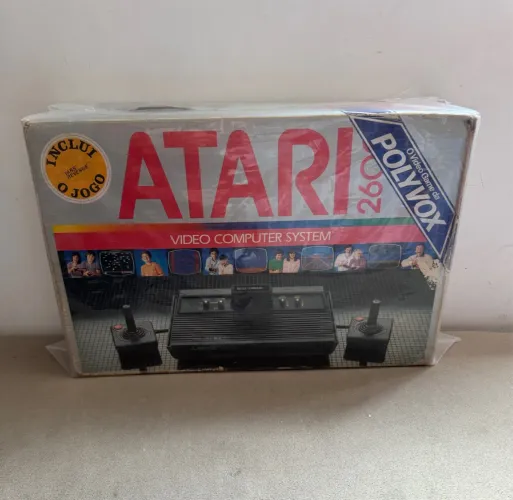 INCLUI
O JOGO
ATARI
2600
O Video Game da
POLYVOX
VIDEO COMPUTER SYSTEM